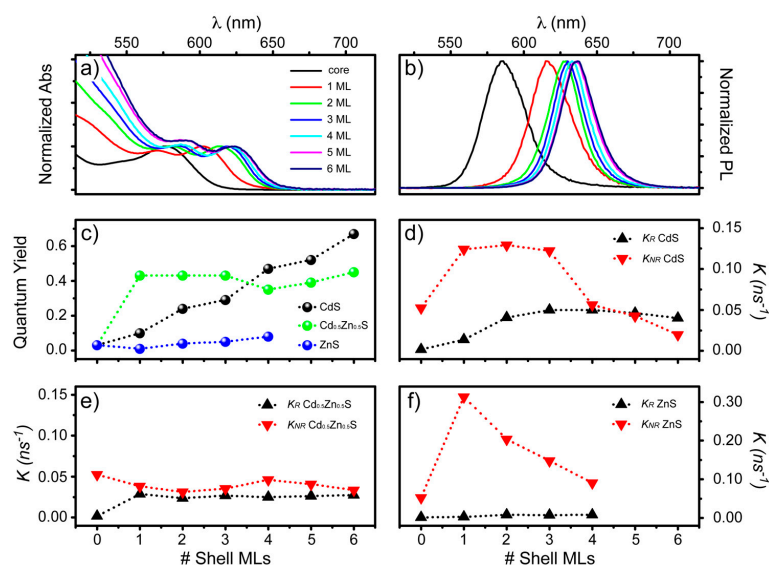 λ (nm)
λ (nm)
550 600 650 700
550 600 650 700
a)
core
1 ML
2 ML
3 ML
4 ML
5 ML
6 ML
Normalized Abs
b)
Normalized PL
c)
0.6
0.4
0.2
0.0
Quantum Yield
CdS
Cd0.5Zn0.5S
ZnS
d)
KR CdS
KNR CdS
0.15
0.10
0.05
0.00
K (ns-1)
e)
0.15
0.10
0.05
0.00
K (ns-1)
KR Cd0.5Zn0.5S
KNR Cd0.5Zn0.5S
0 1 2 3 4 5 6
# Shell MLs
f)
KR ZnS
KNR ZnS
0.30
0.20
0.10
0.00
K (ns-1)
0 1 2 3 4 5 6
# Shell MLs